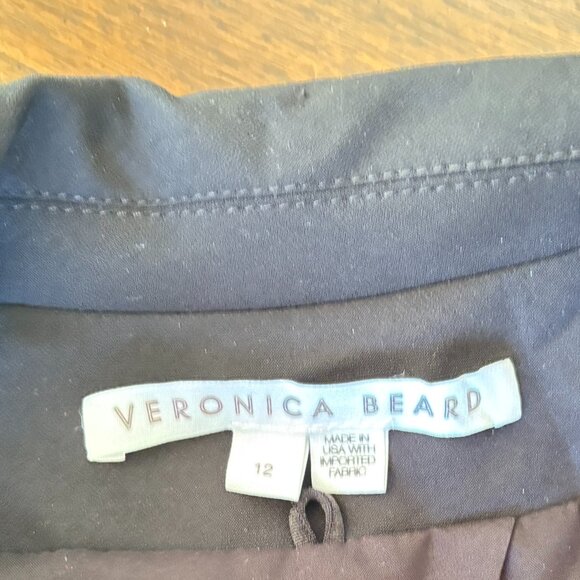 VERONICA BEARD
12
MADE IN
USA WITH
IMPORTED
FABRIC